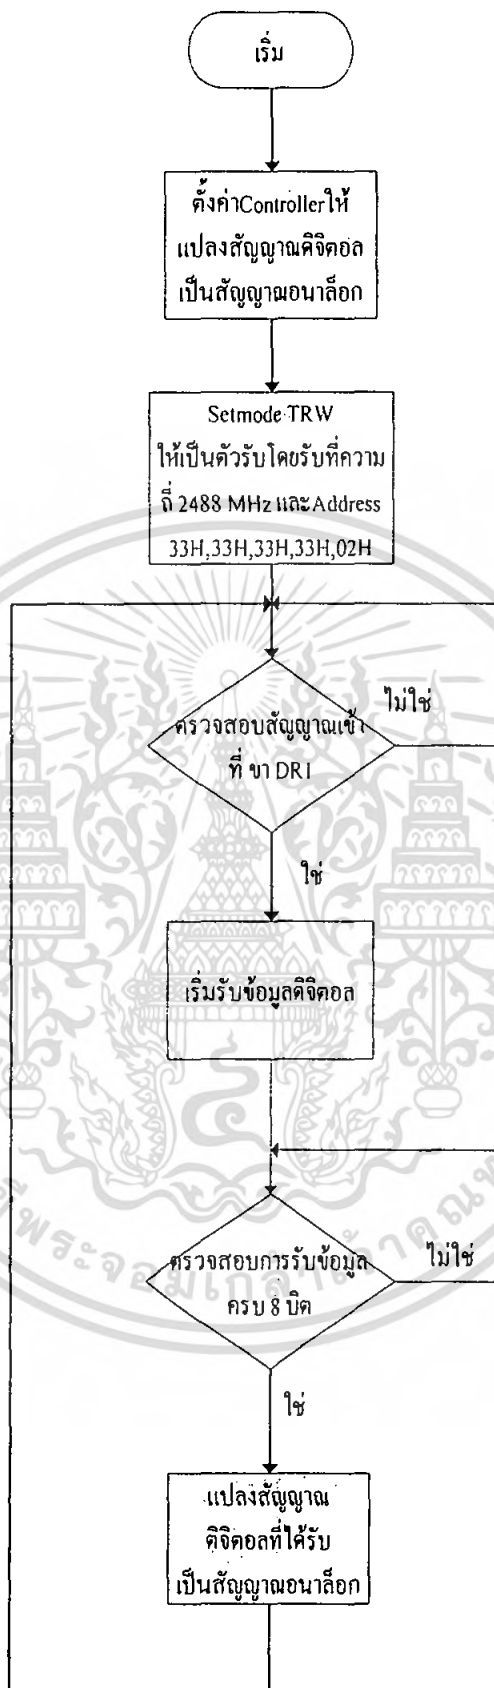 เริ่ม
ตั้งค่าControllerให้
แปลงสัญญาณดิจิตอล
เป็นสัญญาณอนาล็อก
Setmode TRW
ให้เป็นตัวรับโดยรับที่ความ
ถี่ 2488 MHz และ Address
33H,33H,33H,33H,02H
ตรวจสอบสัญญาณเข้า
ที่ ขา DR1
ไม่ใช่
ใช่
เริ่มรับข้อมูลดิจิตอล
ตรวจสอบการรับข้อมูล
ครบ 8 บิต
ไม่ใช่
ใช่
แปลงสัญญาณ
ดิจิตอลที่ได้รับ
เป็นสัญญาณอนาล็อก